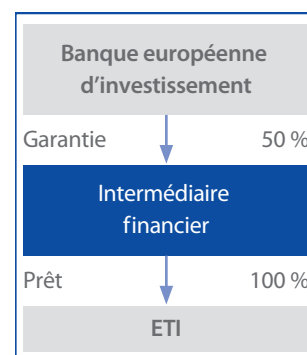 Banque européenne
d’investissement
Garantie 50 %
Intermédiaire
financier
Prêt 100 %
ETI